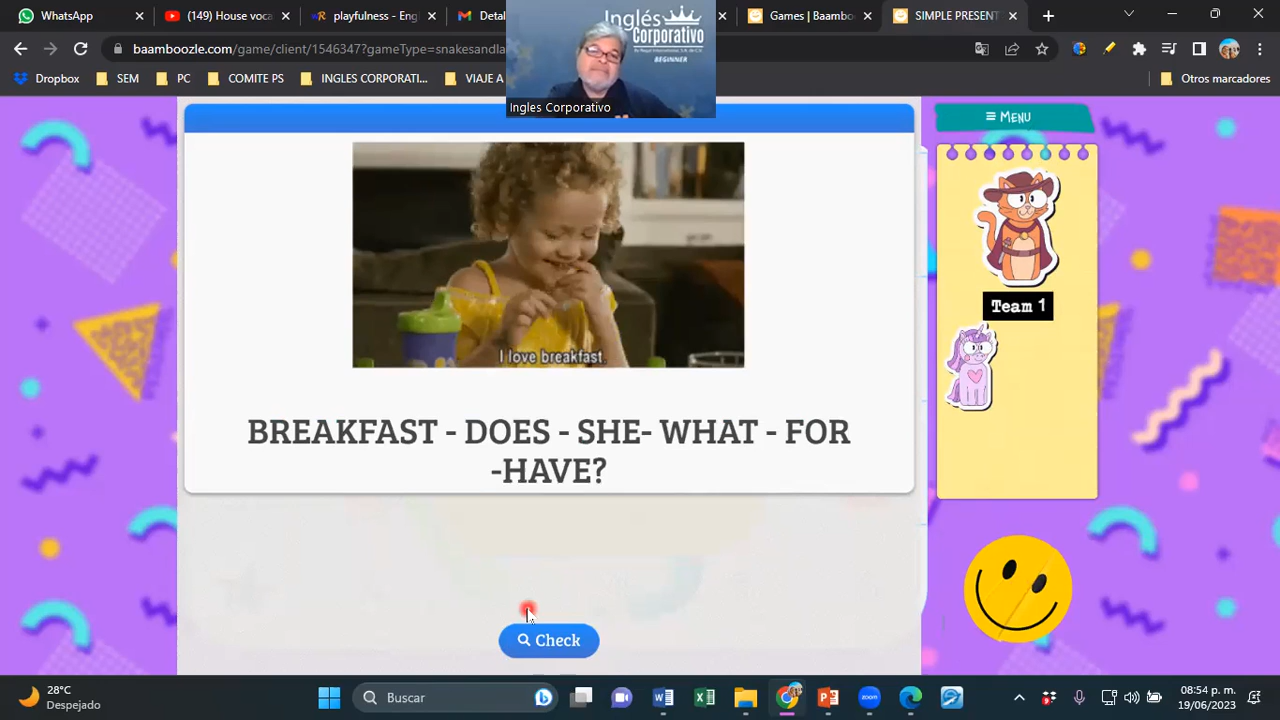 WhatsApp
(149) House voca
playfulness - Eng
Detal
Games | Baambo
SIMPLE PRESENT
baamboozle.com/game/client/1546347?gameType=snakesandla
Dropbox
SEM
PC
COMITE PS
INGLES CORPORATI...
VIAJE A
Otros marcadores
Inglés
Corporativo
BEGINNER
Ingles Corporativo
MENU
Team 1
I love breakfast.
BREAKFAST - DOES - SHE- WHAT - FOR
-HAVE?
Check
28°C
Despejado
Buscar
08:54 p. m.
19/06/2023